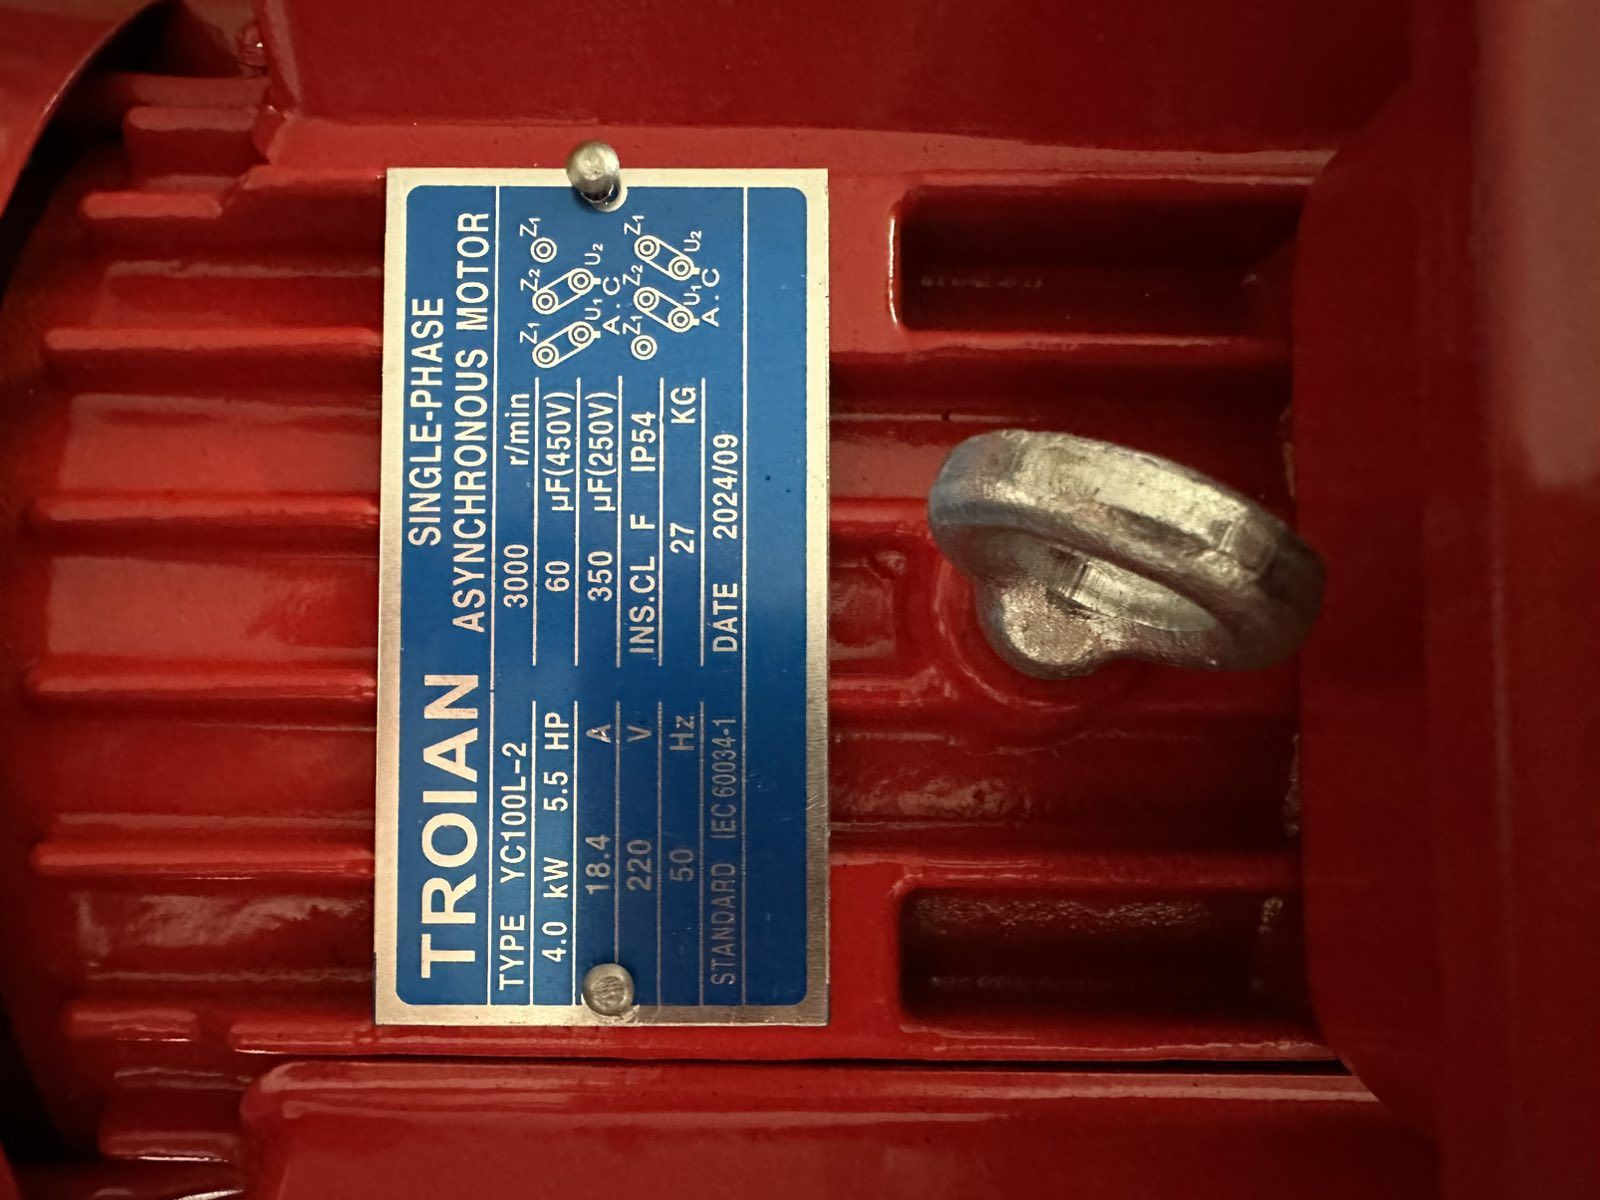 TROIAN SINGLE-PHASE
ASYNCHRONOUS MOTOR
TYPE YC100L-2 3000 r/min
4.0 kW 5.5 HP 60 μF(450V)
18.4 A 350 μF(250V)
220 V INS.CL F IP54
50 Hz 27 KG
STANDARD IEC60034-1 DATE 2024/09
Z1 Z2 Z1
U1 U2
A.C
Z1 Z2 Z1
U1 U2
A.C